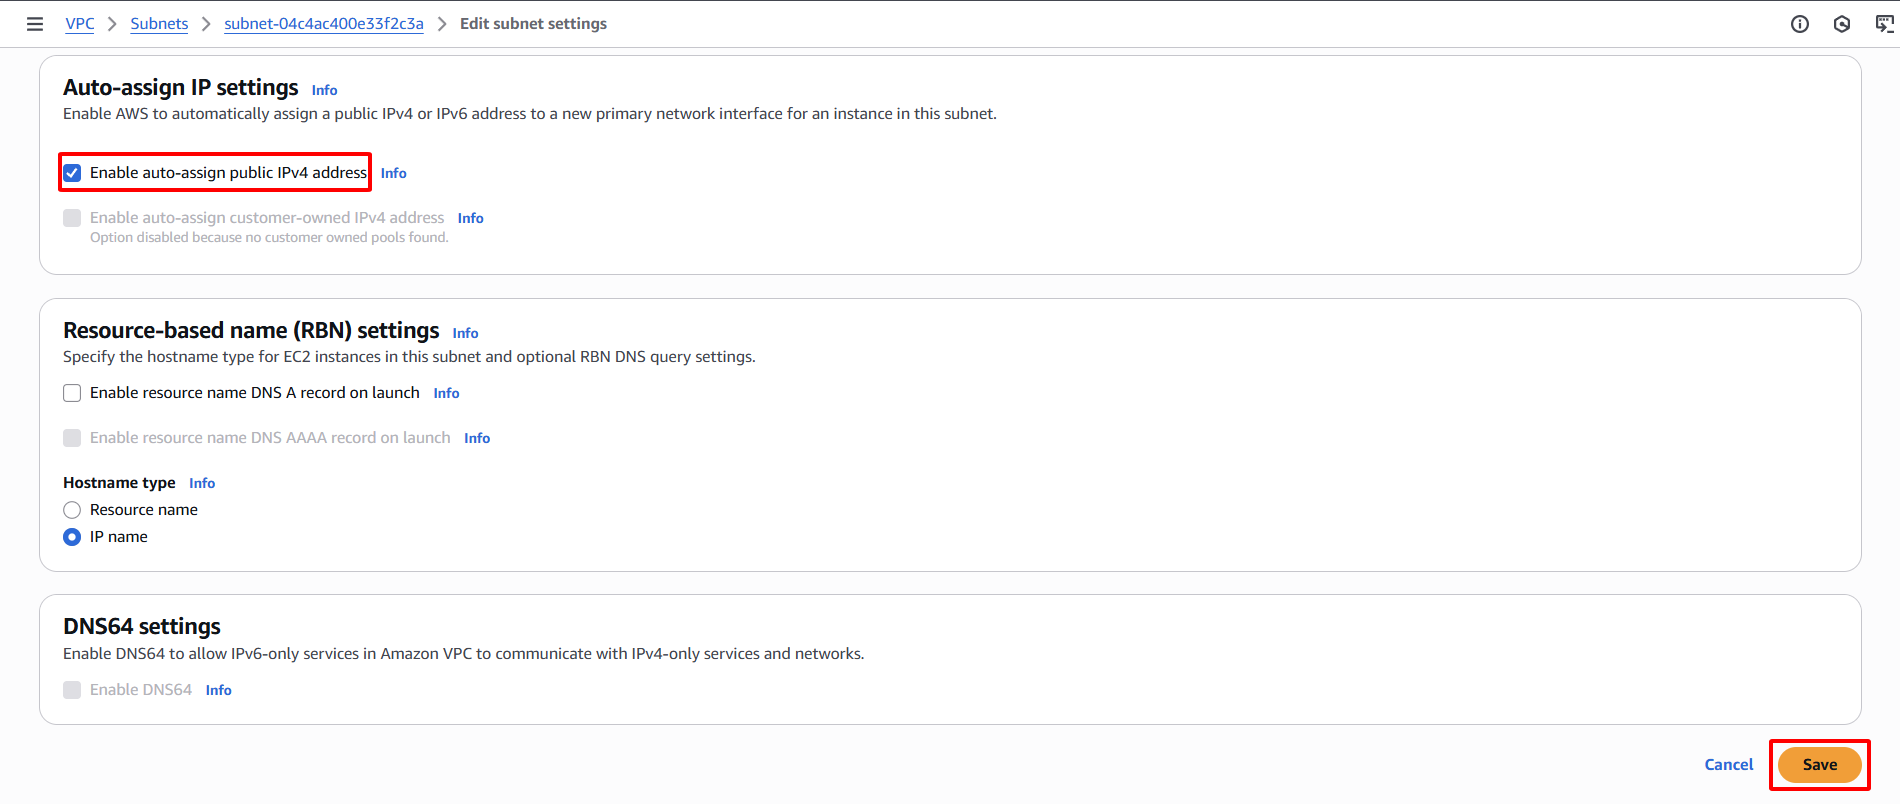 VPC > Subnets > subnet-04c4ac400e33f2c3a > Edit subnet settings
Auto-assign IP settings Info
Enable AWS to automatically assign a public IPv4 or IPv6 address to a new primary network interface for an instance in this subnet.
Enable auto-assign public IPv4 address Info
Enable auto-assign customer-owned IPv4 address Info
Option disabled because no customer owned pools found.
Resource-based name (RBN) settings Info
Specify the hostname type for EC2 instances in this subnet and optional RBN DNS query settings.
Enable resource name DNS A record on launch Info
Enable resource name DNS AAAA record on launch Info
Hostname type Info
Resource name
IP name
DNS64 settings
Enable DNS64 to allow IPv6-only services in Amazon VPC to communicate with IPv4-only services and networks.
Enable DNS64 Info
Cancel Save